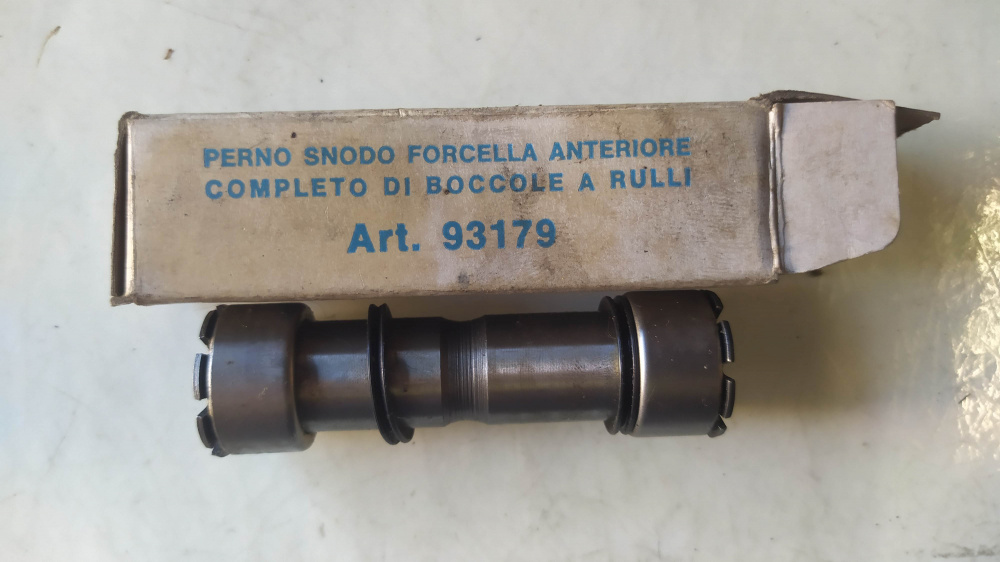 PERNO SNODO FORCELLA ANTERIORE
COMPLETO DI BOCCOLE A RULLI
Art. 93179